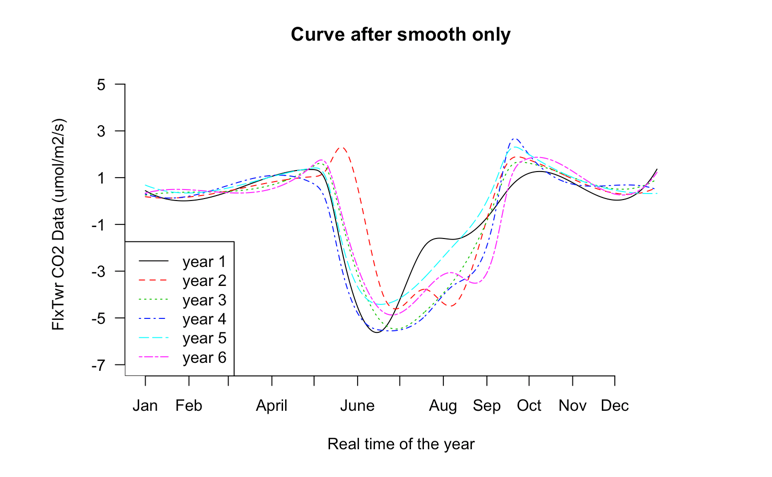 Curve after smooth only
FlxTwr CO2 Data (umol/m2/s)
5
3
1
-1
-3
-5
-7
year 1
year 2
year 3
year 4
year 5
year 6
Jan Feb April June Aug Sep Oct Nov Dec
Real time of the year